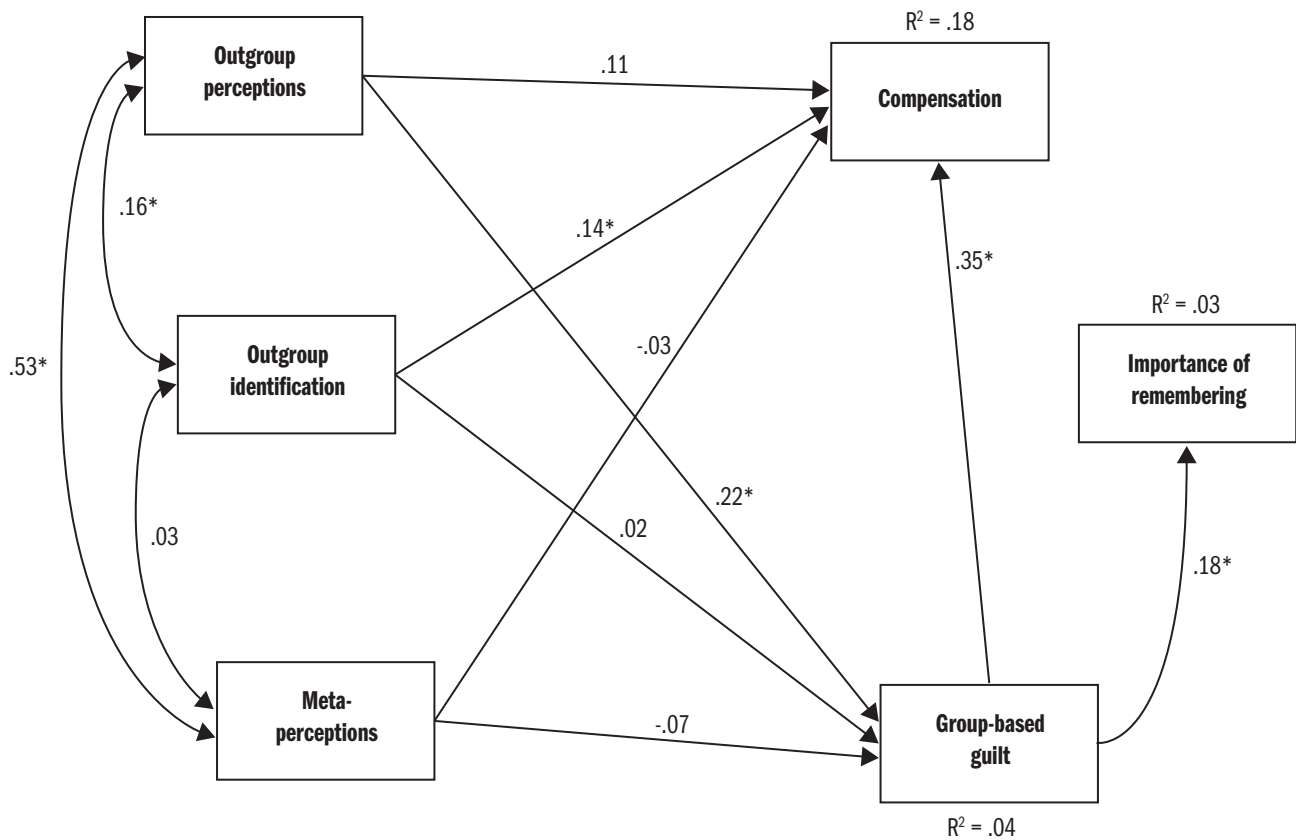 R² = .18
Outgroup
perceptions
.11
Compensation
.16*
.14*
.35*
R² = .03
Outgroup
identification
-.03
.53*
Importance of
remembering
.22*
.02
.03
.18*
Meta-
perceptions
-.07
Group-based
guilt
R² = .04